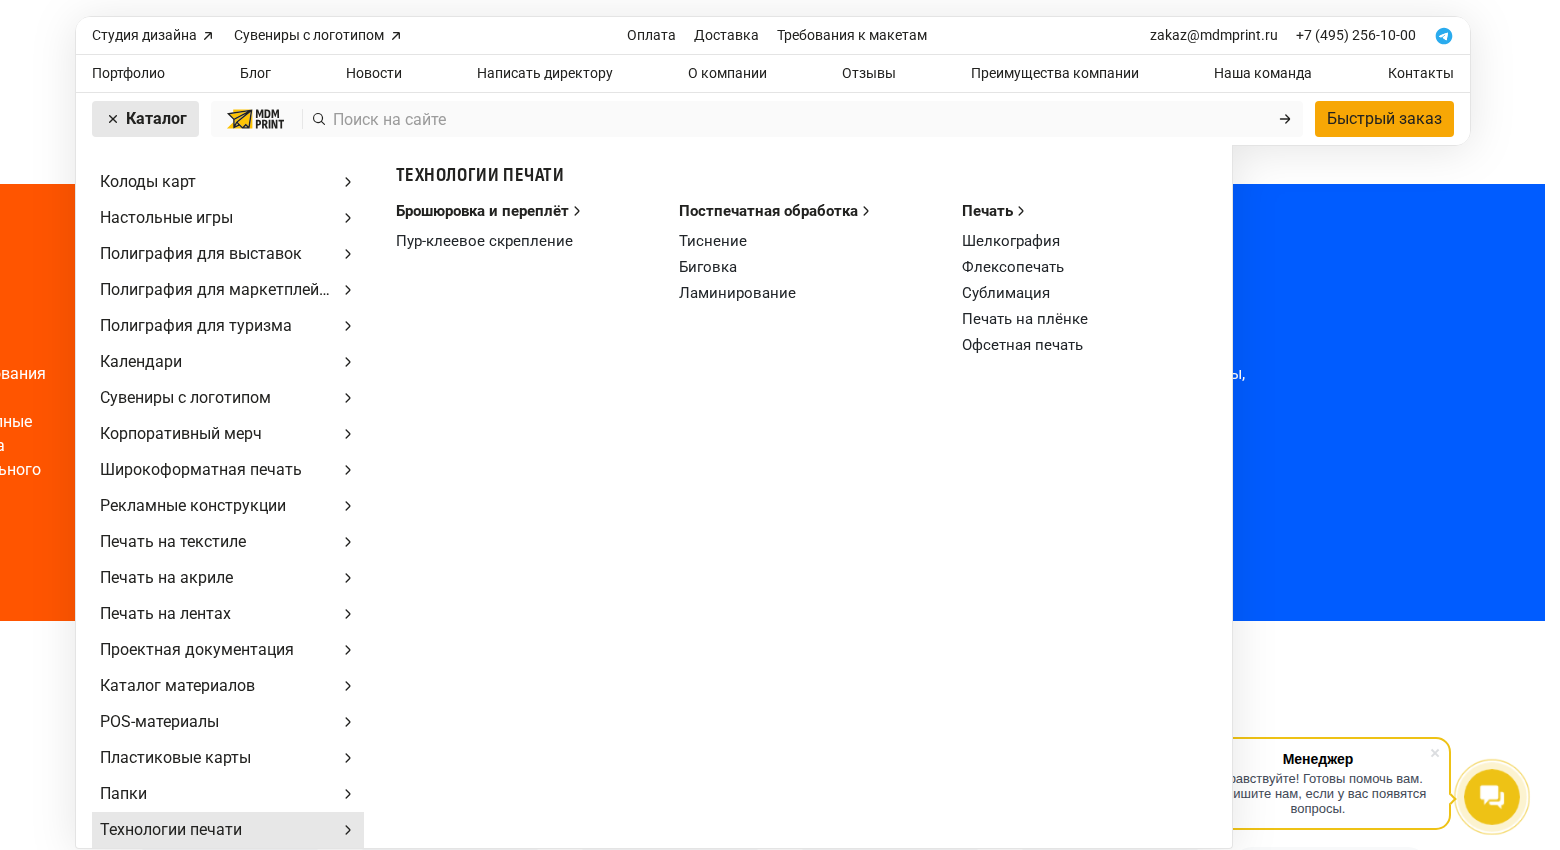 Студия дизайна
Сувениры с логотипом
Оплата
Доставка
Требования к макетам
zakaz@mdmprint.ru
+7 (495) 256-10-00
Портфолио
Блог
Новости
Написать директору
О компании
Отзывы
Преимущества компании
Наша команда
Контакты
Каталог
MDM
PRINT
Поиск на сайте
Быстрый заказ
Колоды карт
Настольные игры
Полиграфия для выставок
Полиграфия для маркетплей...
Полиграфия для туризма
Календари
Сувениры с логотипом
Корпоративный мерч
Широкоформатная печать
Рекламные конструкции
Печать на текстиле
Печать на акриле
Печать на лентах
Проектная документация
Каталог материалов
POS-материалы
Пластиковые карты
Папки
Технологии печати
ТЕХНОЛОГИИ ПЕЧАТИ
Брошюровка и переплёт
Пур-клеевое скрепление
Постпечатная обработка
Тиснение
Биговка
Ламинирование
Печать
Шелкография
Флексопечать
Сублимация
Печать на плёнке
Офсетная печать
Менеджер
Готовы помочь вам.
нам, если у вас появятся
вопросы.